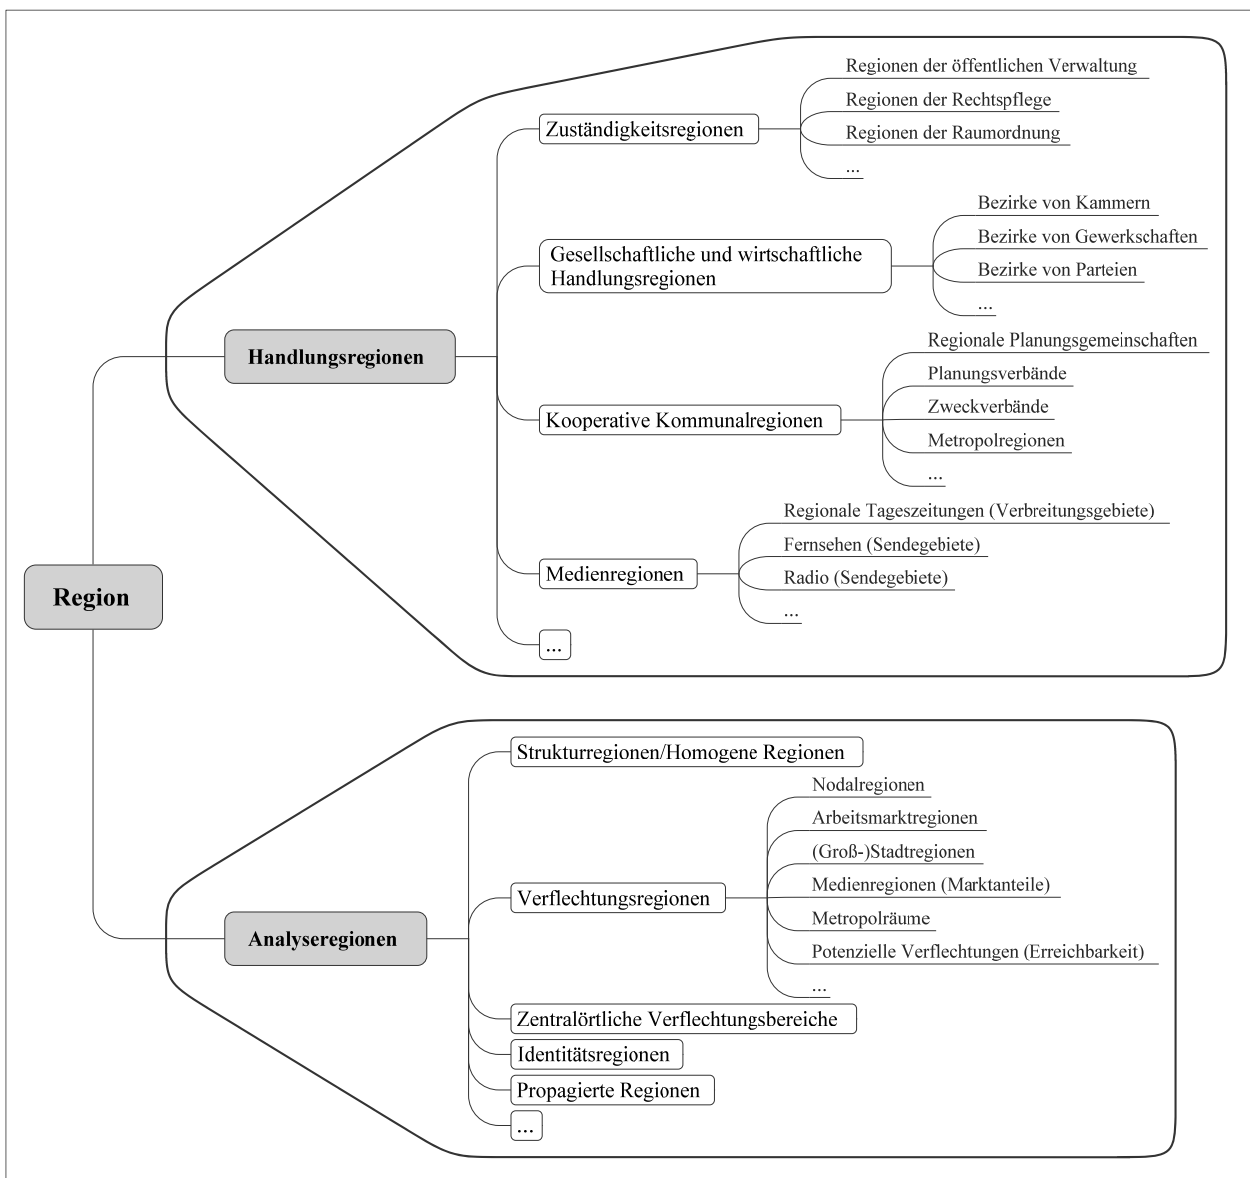 Region
Handlungsregionen
Zuständigkeitsregionen
Regionen der öffentlichen Verwaltung
Regionen der Rechtspflege
Regionen der Raumordnung
...
Gesellschaftliche und wirtschaftliche
Handlungsregionen
Bezirke von Kammern
Bezirke von Gewerkschaften
Bezirke von Parteien
...
Kooperative Kommunalregionen
Regionale Planungsgemeinschaften
Planungsverbände
Zweckverbände
Metropolregionen
...
Medienregionen
Regionale Tageszeitungen (Verbreitungsgebiete)
Fernsehen (Sendegebiete)
Radio (Sendegebiete)
...
...
Analyseregionen
Strukturregionen/Homogene Regionen
Verflechtungsregionen
Nodalregionen
Arbeitsmarktregionen
(Groß-)Stadtregionen
Medienregionen (Marktanteile)
Metropolräume
Potenzielle Verflechtungen (Erreichbarkeit)
...
Zentralörtliche Verflechtungsbereiche
Identitätsregionen
Propagierte Regionen
...